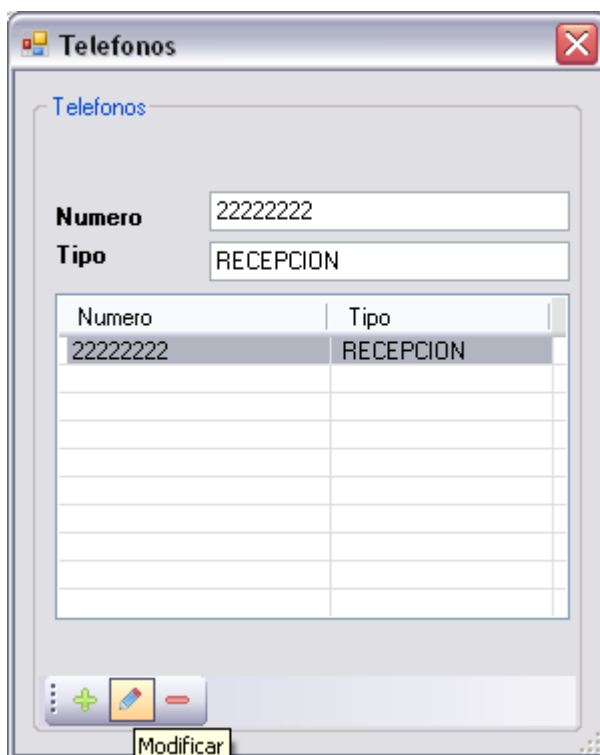 Telefonos
Telefonos
Numero 22222222
Tipo RECEPCION
Numero Tipo
22222222 RECEPCION
Modificar